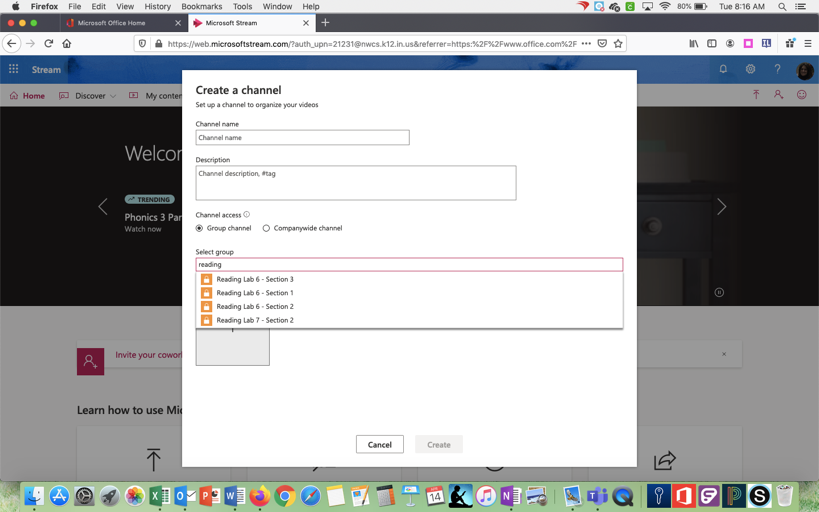 Firefox File Edit View History Bookmarks Tools Window Help 80% Tue 8:16 AM
Microsoft Office Home Microsoft Stream
https://web.microsoftstream.com/?auth_upn=21231@nwcs.k12.in.us&referrer=https:%2F%2Fwww.office.com%2F
Stream
Home Discover My conten
Create a channel
Set up a channel to organize your videos
Channel name
Channel name
Description
Channel description, #tag
Channel access
Group channel Companywide channel
Select group
reading
Reading Lab 6 - Section 3
Reading Lab 6 - Section 1
Reading Lab 6 - Section 2
Reading Lab 7 - Section 2
Cancel Create
Welcom
TRENDING
Phonics 3 Par
Watch now
Invite your cowork
Learn how to use Mic
14